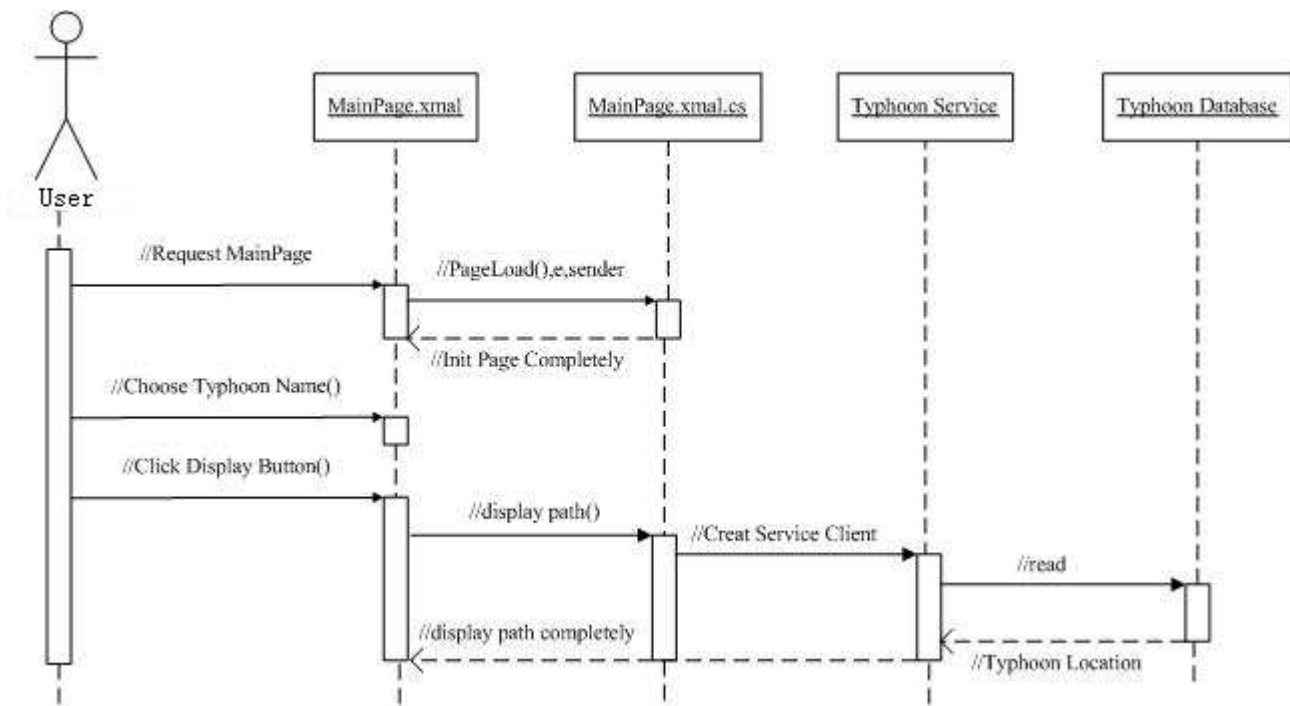 MainPage.xmal
MainPage.xmal.cs
Typhoon Service
Typhoon Database
User
//Request MainPage
//PageLoad(),e,sender
//Init Page Completely
//Choose Typhoon Name()
//Click Display Button()
//display path()
//Creat Service Client
//read
//display path completely
//Typhoon Location